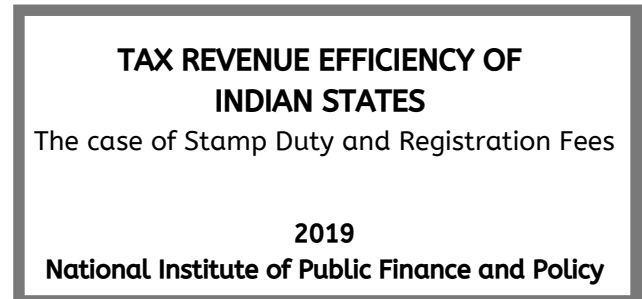 TAX REVENUE EFFICIENCY OF
INDIAN STATES
The case of Stamp Duty and Registration Fees
2019
National Institute of Public Finance and Policy